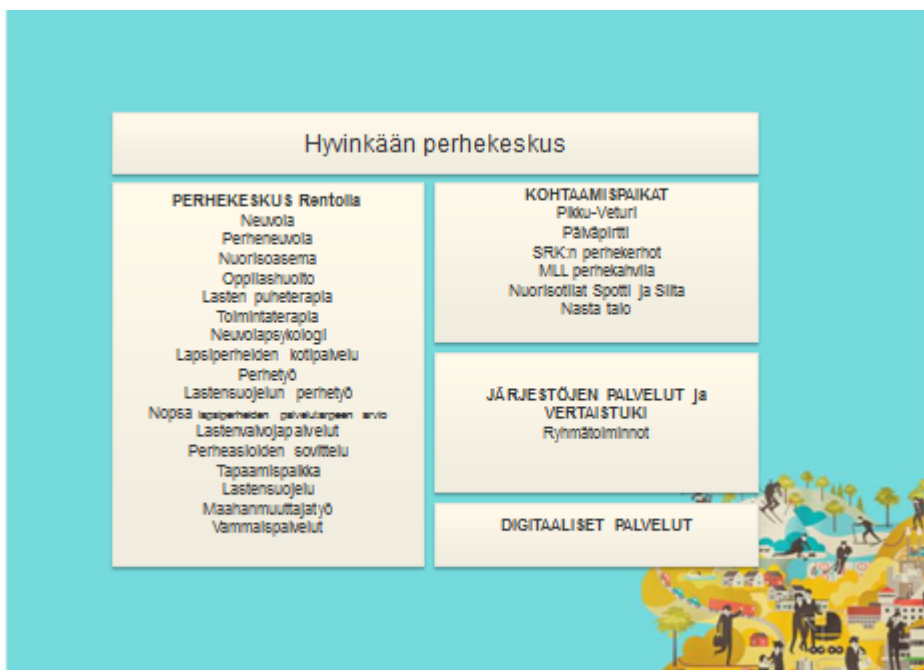 Hyvinkään perhekeskus
PERHEKESKUS Rentolla
Neuvola
Perheneuvola
Nuorisoasema
Oppilashuolto
Lasten puheterapia
Toimintaterapia
Neuvolapsykologi
Lapsiperheiden kotipalvelu
Perhetyö
Lastensuojelun perhetyö
Nopsa lapsiperheiden palvelutarpeen arvio
Lastenvalvojapalvelut
Perheasioiden sovittelu
Tapaamispaikka
Lastensuojelu
Maahanmuuttajatyö
Vammaispalvelut
KOHTAAMISPAIKAT
Pikku-Veturi
Päiväpirtti
SRK:n perhekerhot
MLL perhekahvila
Nuorisotilat Spotti ja Silta
Nasta talo
JÄRJESTÖJEN PALVELUT ja
VERTAISTUKI
Ryhmätoiminnot
DIGITAALISET PALVELUT